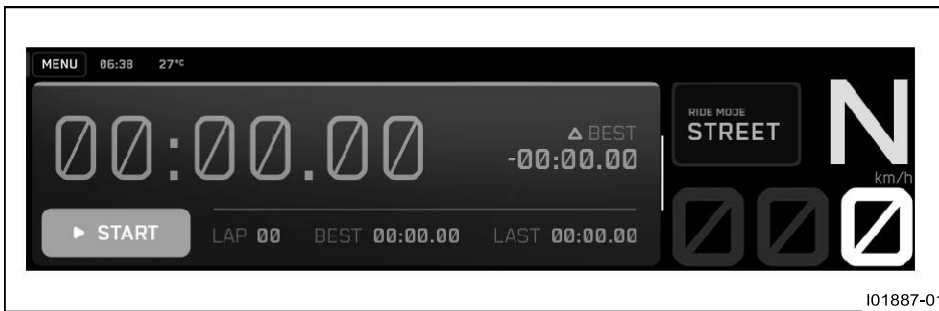 MENU 06:38 27°C
00:00.00
△ BEST
-00:00.00
▶ START
LAP 00 BEST 00:00.00 LAST 00:00.00
RIDE MODE
STREET
N
km/h
000
I01887-01